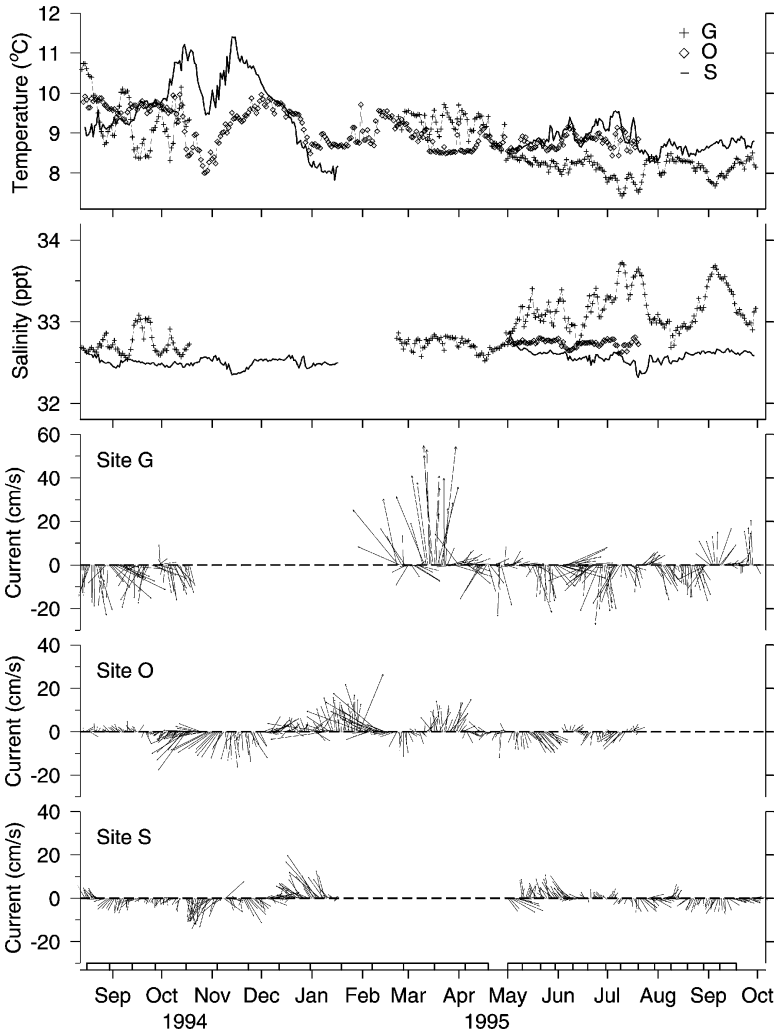 12
11
10
9
8
Temperature (°C)
G
O
S
34
33
32
Salinity (ppt)
60
40
20
0
-20
Current (cm/s)
Site G
40
20
0
-20
Current (cm/s)
Site O
40
20
0
-20
Current (cm/s)
Site S
Sep Oct Nov Dec Jan Feb Mar Apr May Jun Jul Aug Sep Oct
1994 1995